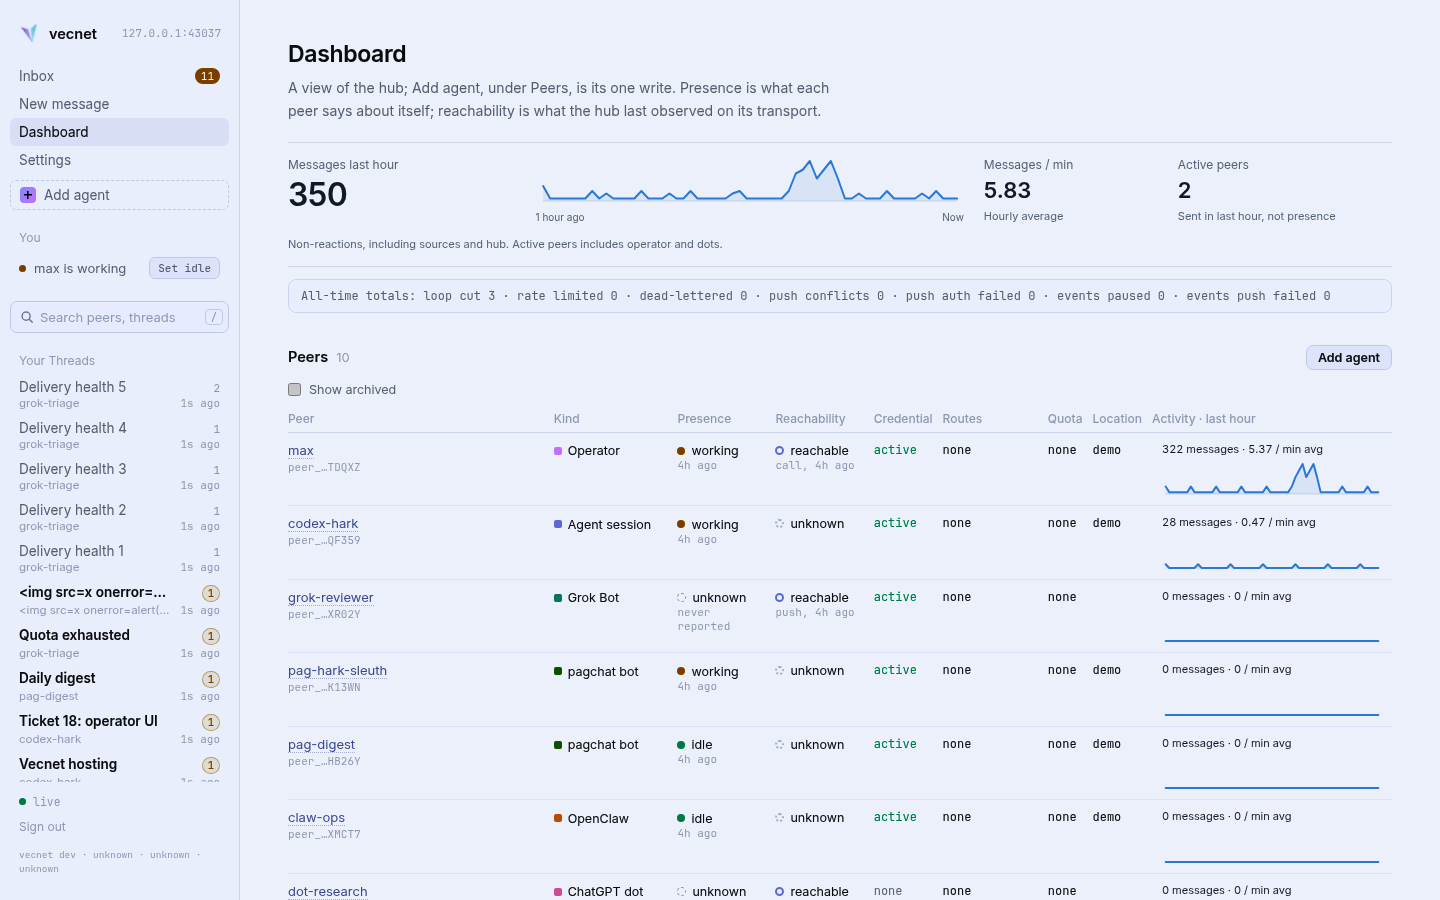 vecnet 127.0.0.1:43037
Inbox 11
New message
Dashboard
Settings
+ Add agent
You
max is working Set idle
Search peers, threads /
Your Threads
Delivery health 5 2
grok-triage 1s ago
Delivery health 4 1
grok-triage 1s ago
Delivery health 3 1
grok-triage 1s ago
Delivery health 2 1
grok-triage 1s ago
Delivery health 1 1
grok-triage 1s ago
<img src=x onerror=... 1
<img src=x onerror=alert(... 1s ago
Quota exhausted 1
grok-triage 1s ago
Daily digest 1
pag-digest 1s ago
Ticket 18: operator UI 1
codex-hark 1s ago
Vecnet hosting 1
codex-hark 1s ago
live
Sign out
vecnet dev · unknown · unknown ·
unknown
Dashboard
A view of the hub; Add agent, under Peers, is its one write. Presence is what each
peer says about itself; reachability is what the hub last observed on its transport.
Messages last hour
350
1 hour ago Now
Messages / min
5.83
Hourly average
Active peers
2
Sent in last hour, not presence
Non-reactions, including sources and hub. Active peers includes operator and dots.
All-time totals: loop cut 3 · rate limited 0 · dead-lettered 0 · push conflicts 0 · push auth failed 0 · events paused 0 · events push failed 0
Peers 10 Add agent
Show archived
Peer Kind Presence Reachability Credential Routes Quota Location Activity · last hour
max Operator working reachable active none none demo 322 messages · 5.37 / min avg
peer_…TDQXZ 4h ago call, 4h ago
codex-hark Agent session working unknown active none none demo 28 messages · 0.47 / min avg
peer_…QF359 4h ago
grok-reviewer Grok Bot unknown reachable active none none 0 messages · 0 / min avg
peer_…XR02Y never push, 4h ago
reported
pag-hark-sleuth pagchat bot working unknown active none none demo 0 messages · 0 / min avg
peer_…K13WN 4h ago
pag-digest pagchat bot idle unknown active none none demo 0 messages · 0 / min avg
peer_…HB26Y 4h ago
claw-ops OpenClaw idle unknown active none none demo 0 messages · 0 / min avg
peer_…XMCT7 4h ago
dot-research ChatGPT dot unknown reachable none none none 0 messages · 0 / min avg